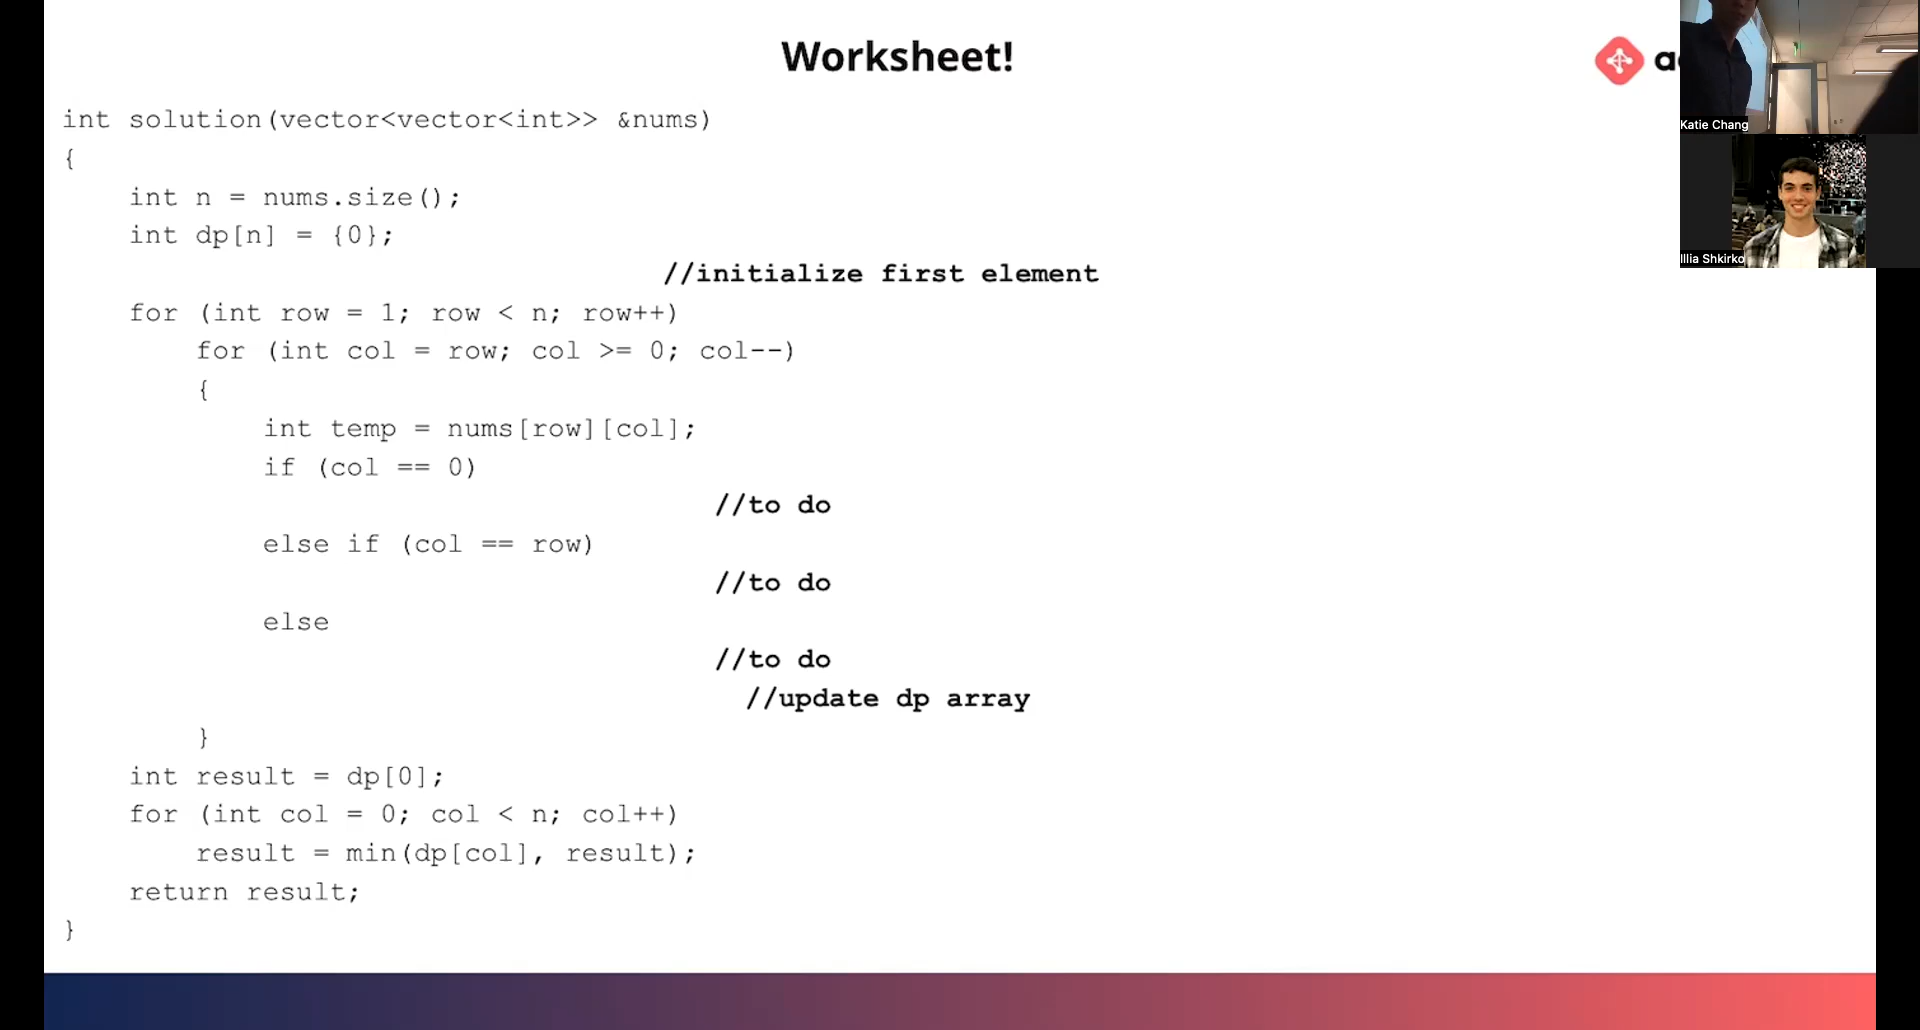 Worksheet!
int solution(vector<vector<int>> &nums)
{
int n = nums.size();
int dp[n] = {0};
//initialize first element
for (int row = 1; row < n; row++)
for (int col = row; col >= 0; col--)
{
int temp = nums[row][col];
if (col == 0)
//to do
else if (col == row)
//to do
else
//to do
//update dp array
}
int result = dp[0];
for (int col = 0; col < n; col++)
result = min(dp[col], result);
return result;
}
Katie Chang
Illia Shkirko